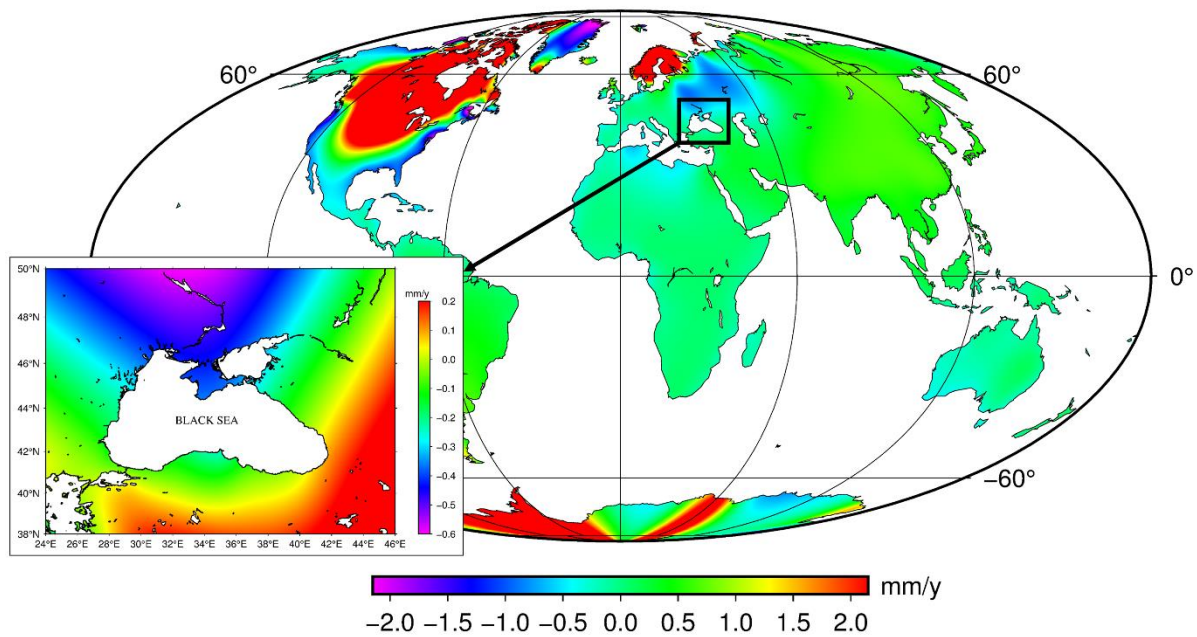 60°
60°
0°
−60°
50°N
48°N
46°N
44°N
42°N
40°N
38°N
24°E 26°E 28°E 30°E 32°E 34°E 36°E 38°E 40°E 42°E 44°E 46°E
BLACK SEA
mm/y
0.2
0.1
0.0
−0.1
−0.2
−0.3
−0.4
−0.5
−0.6
−2.0 −1.5 −1.0 −0.5 0.0 0.5 1.0 1.5 2.0 mm/y